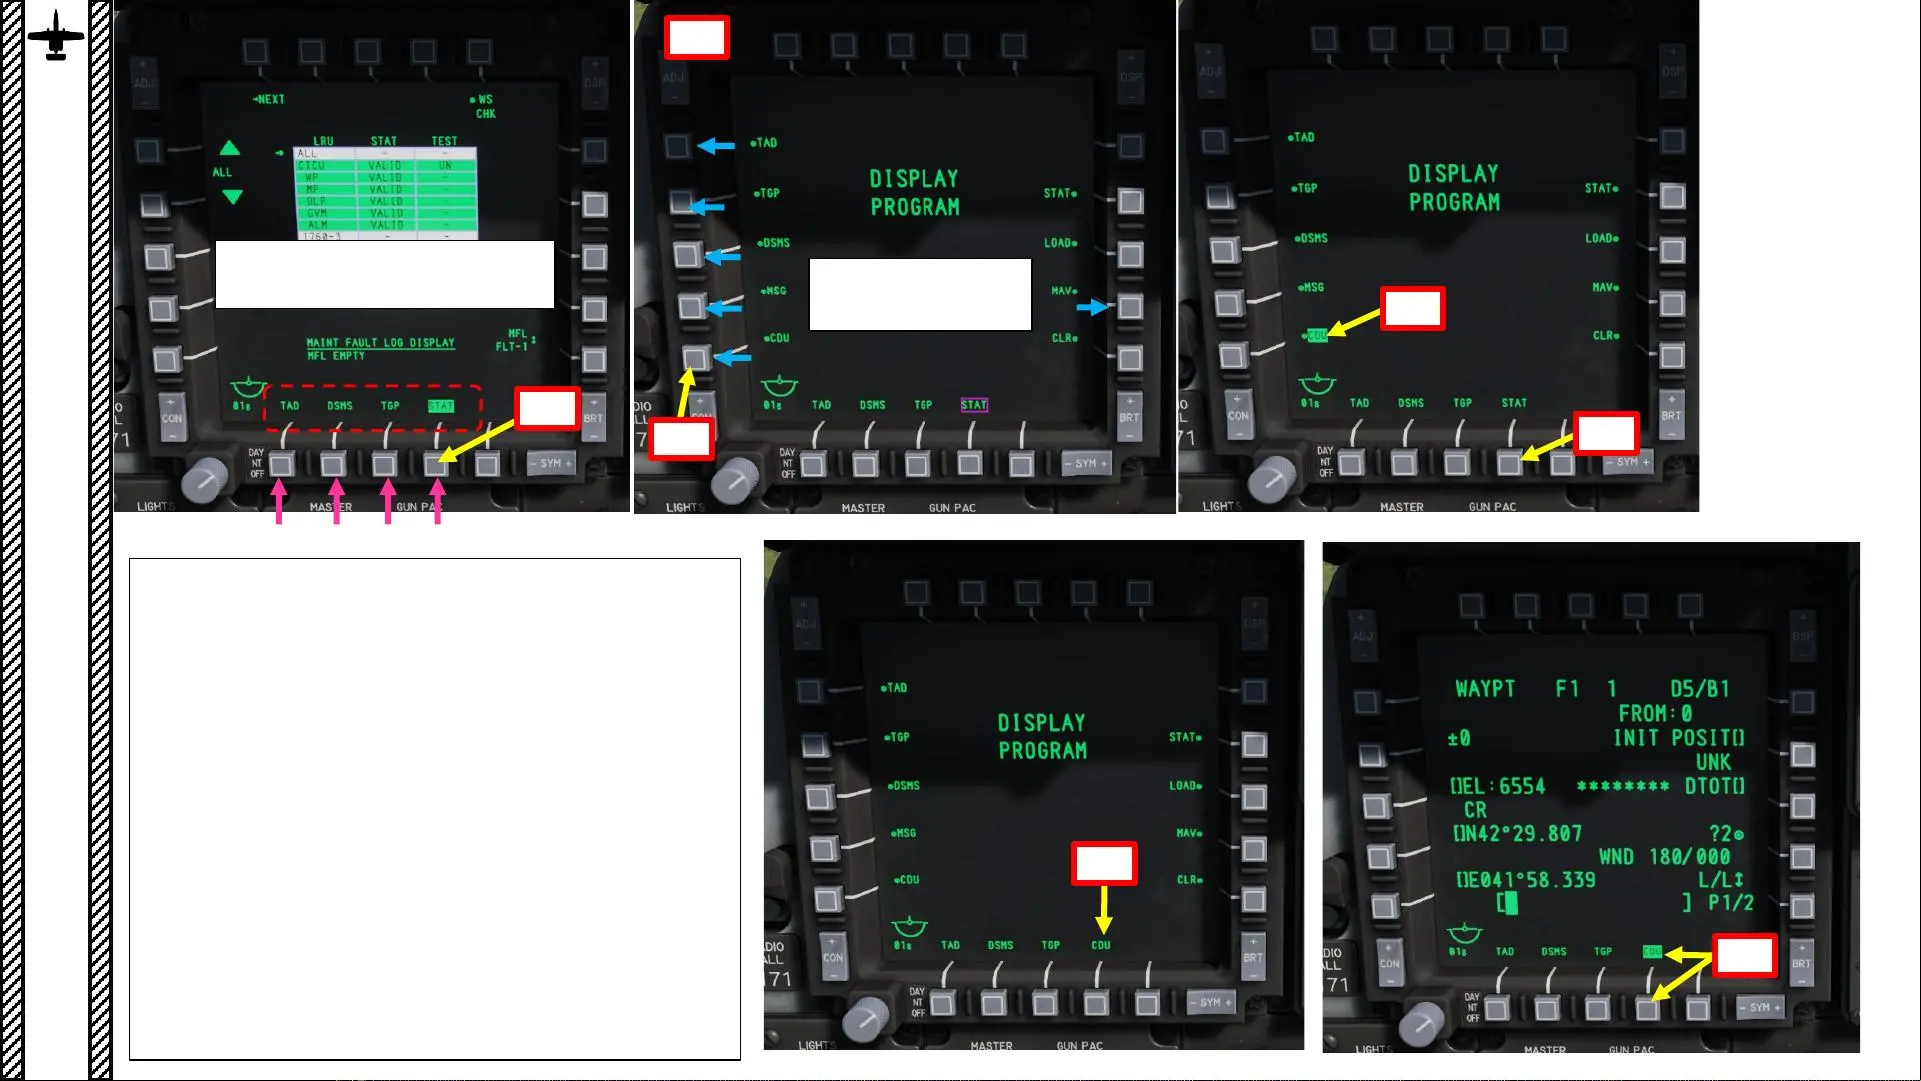 ADJ
DSP
NEXT
WS
CHK
LRU STAT TEST
ALL - -
CICU VALID UN
WP VALID -
MP VALID -
DLP VALID -
GVM VALID -
ALM VALID -
1760-3 - -
ALL
MAINT FAULT LOG DISPLAY
MFL EMPTY
MFL
FLT-1
01s TAD DSMS TGP STAT
+
CON
-
+
BRT
-
DAY
NT
OFF
- SYM +
LIGHTS MASTER GUN PAC
ADJ
DSP
TAD
TGP
DSMS
MSG
CDU
DISPLAY
PROGRAM
STAT
LOAD
MAV
CLR
01s TAD DSMS TGP STAT
+
BRT
-
DAY
NT
OFF
- SYM +
LIGHTS MASTER GUN PAC
ADJ
DSP
TAD
TGP
DSMS
MSG
CDU
DISPLAY
PROGRAM
STAT
LOAD
MAV
CLR
01s TAD DSMS TGP STAT
+
CON
-
+
BRT
-
DAY
NT
OFF
- SYM +
LIGHTS MASTER GUN PAC
ADJ
DSP
TAD
TGP
DSMS
MSG
CDU
DISPLAY
PROGRAM
STAT
LOAD
MAV
CLR
01s TAD DSMS TGP CDU
+
CON
-
+
BRT
-
DAY
NT
OFF
- SYM +
LIGHTS MASTER GUN PAC
ADJ
DSP
WAYPT F1 1 D5/B1
FROM:0
±0 INIT POSIT[]
UNK
[]EL:6554 ******** DTOT[]
CR
[]N42°29.807 ?2
WND 180/000
[]E041°58.339 L/L
[ ] P1/2
01s TAD DSMS TGP CDU
+
CON
-
+
BRT
-
DAY
NT
OFF
- SYM +
LIGHTS MASTER GUN PAC